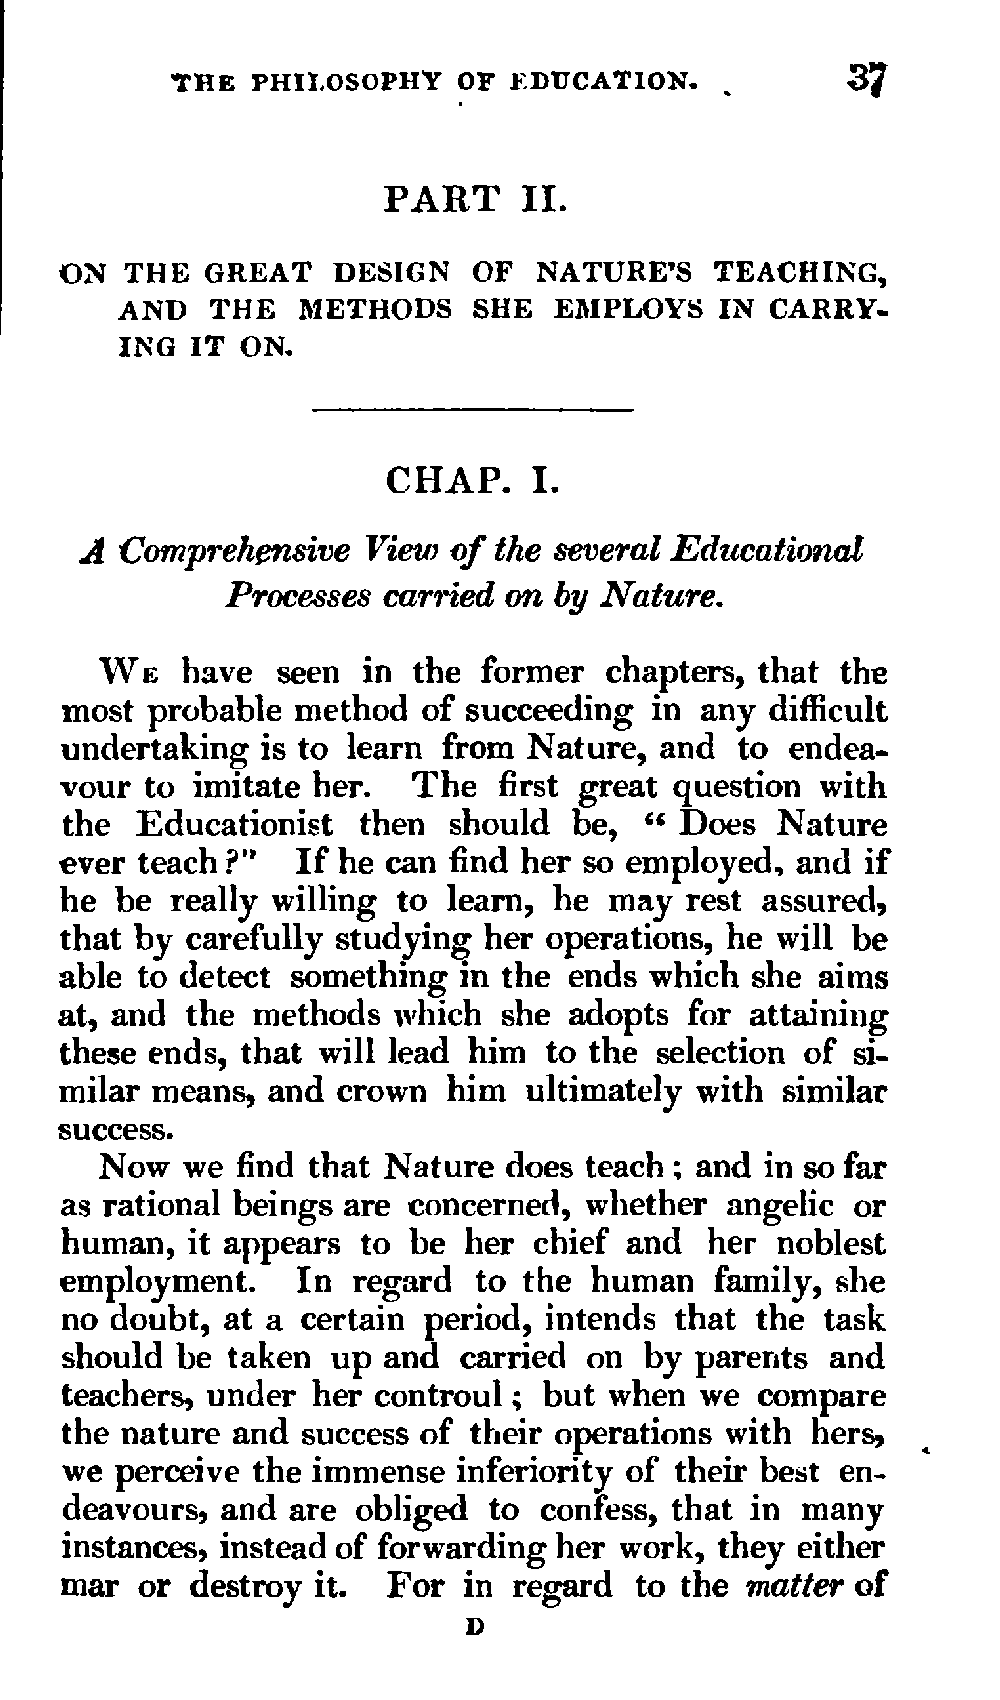 THE PHILOSOPHY OF EDUCATION. 37
PART II.
ON THE GREAT DESIGN OF NATURE'S TEACHING,
AND THE METHODS SHE EMPLOYS IN CARRY-
ING IT ON.
CHAP. I.
A Comprehensive View of the several Educational
Processes carried on by Nature.
WE have seen in the former chapters, that the
most probable method of succeeding in any difficult
undertaking is to learn from Nature, and to endea-
vour to imitate her. The first great question with
the Educationist then should be, “ Does Nature
ever teach ?" If he can find her so employed, and if
he be really willing to learn, he may rest assured,
that by carefully studying her operations, he will be
able to detect something in the ends which she aims
at, and the methods which she adopts for attaining
these ends, that will lead him to the selection of si-
milar means, and crown him ultimately with similar
success.
Now we find that Nature does teach ; and in so far
as rational beings are concerned, whether angelic or
human, it appears to be her chief and her noblest
employment. In regard to the human family, she
no doubt, at a certain period, intends that the task
should be taken up and carried on by parents and
teachers, under her controul ; but when we compare
the nature and success of their operations with hers,
we perceive the immense inferiority of their best en-
deavours, and are obliged to confess, that in many
instances, instead of forwarding her work, they either
mar or destroy it. For in regard to the matter of
D